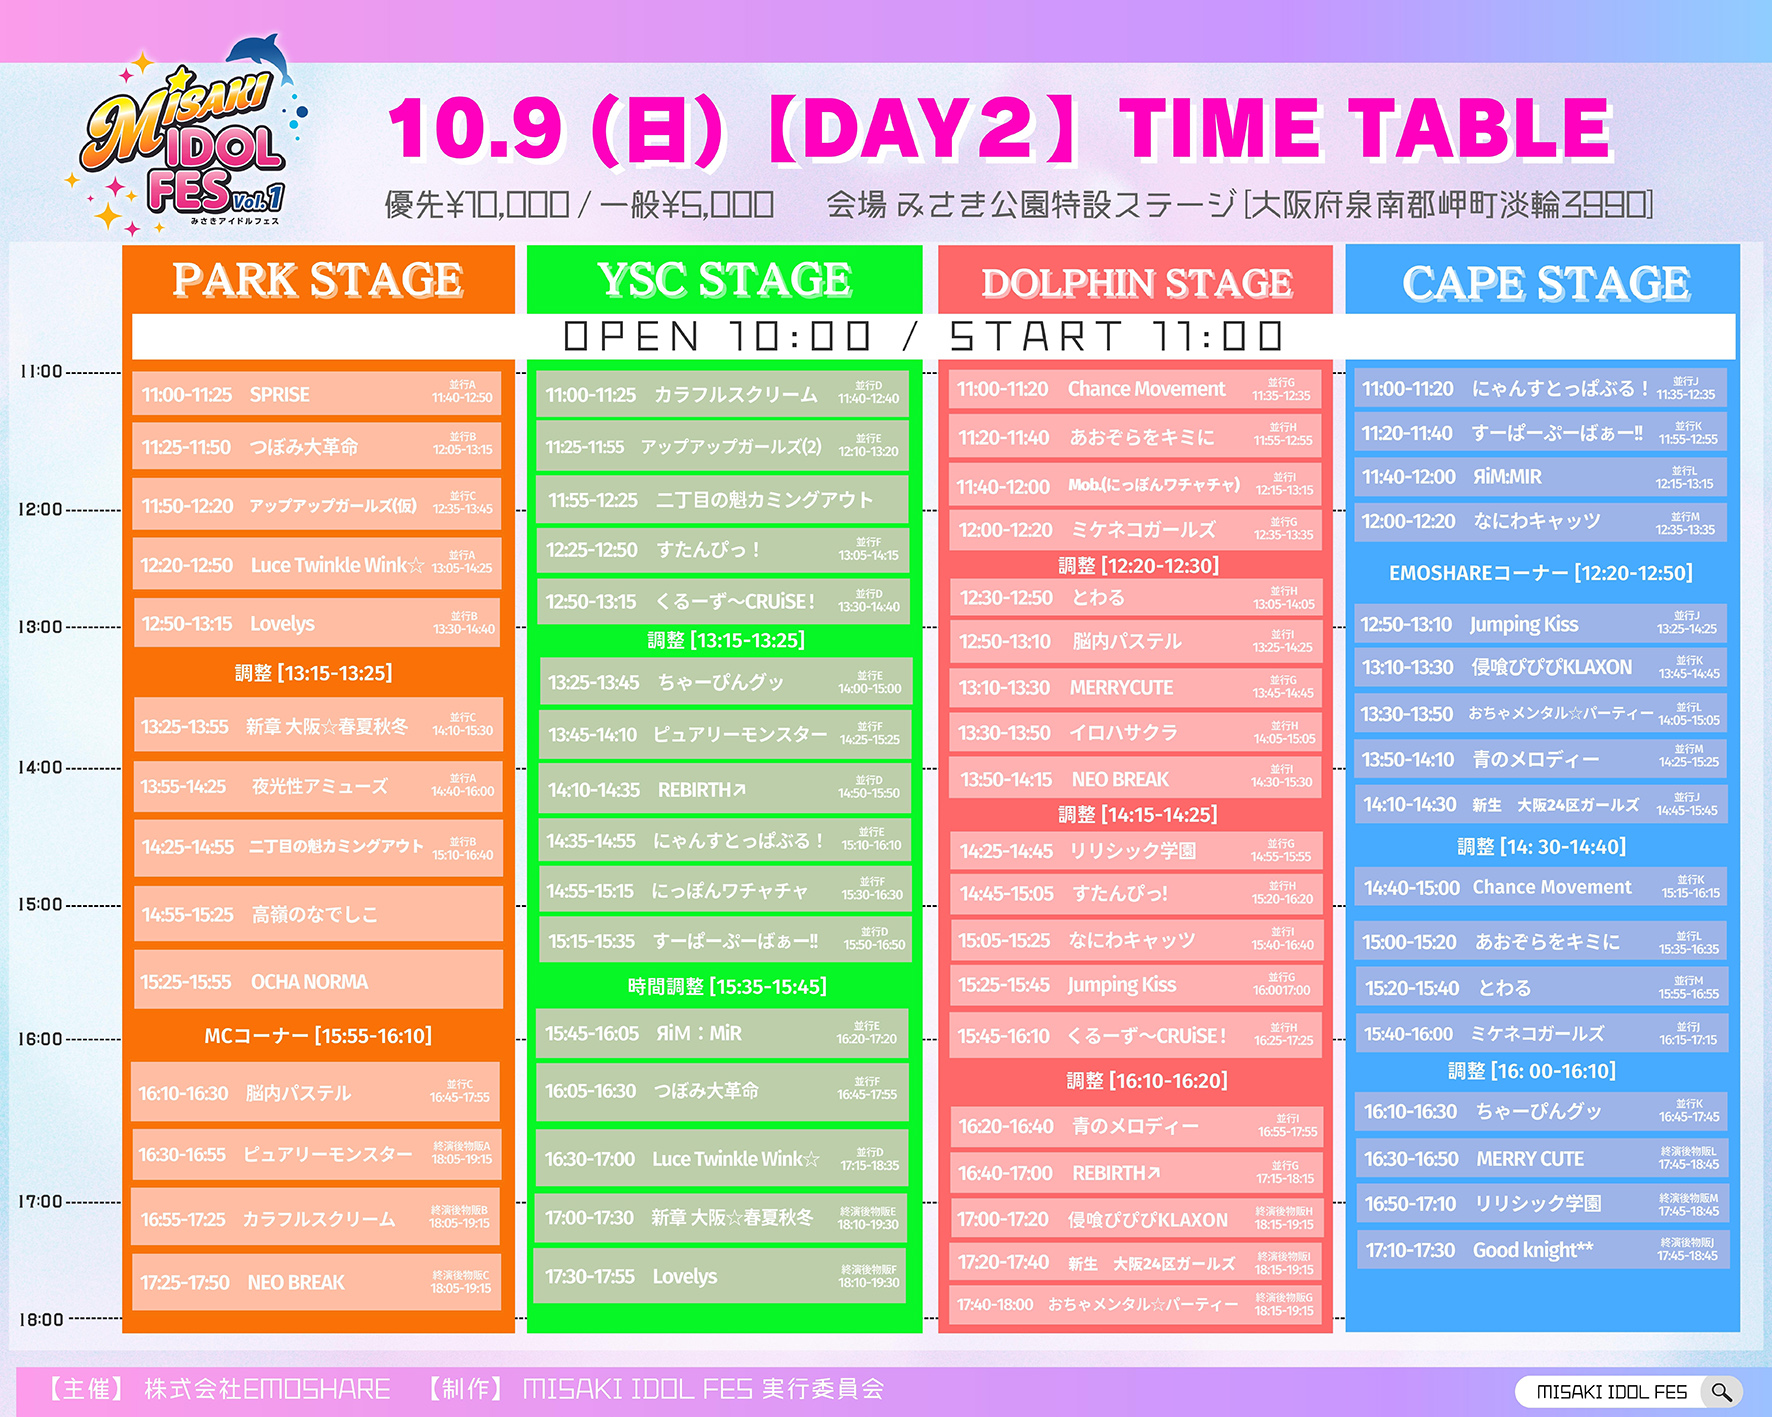 MISAKI
IDOL
FES Vol.1
みさきアイドルフェス
10.9 (日)【DAY2】TIME TABLE
優先¥10,000 / 一般¥5,000 会場 みさき公園特設ステージ [大阪府泉南郡岬町淡輪3990]
PARK STAGE
YSC STAGE
DOLPHIN STAGE
CAPE STAGE
OPEN 10:00 / START 11:00
11:00
12:00
13:00
14:00
15:00
16:00
17:00
18:00
11:00-11:25 SPRISE 並行A 11:40-12:50
11:25-11:50 つぼみ大革命 並行B 12:05-13:15
11:50-12:20 アップアップガールズ(仮) 並行C 12:35-13:45
12:20-12:50 Luce Twinkle Wink☆ 並行A 13:05-14:25
12:50-13:15 Lovelys 並行B 13:30-14:40
調整 [13:15-13:25]
13:25-13:55 新章 大阪☆春夏秋冬 並行C 14:10-15:30
13:55-14:25 夜光性アミューズ 並行A 14:40-16:00
14:25-14:55 二丁目の魁カミングアウト 並行B 15:10-16:40
14:55-15:25 高嶺のなでしこ
15:25-15:55 OCHA NORMA
MCコーナー [15:55-16:10]
16:10-16:30 脳内パステル 並行C 16:45-17:55
16:30-16:55 ピュアリーモンスター 終演後物販A 18:05-19:15
16:55-17:25 カラフルスクリーム 終演後物販B 18:05-19:15
17:25-17:50 NEO BREAK 終演後物販C 18:05-19:15
11:00-11:25 カラフルスクリーム 並行D 11:40-12:40
11:25-11:55 アップアップガールズ(2) 並行E 12:10-13:20
11:55-12:25 二丁目の魁カミングアウト
12:25-12:50 すたんぴっ！ 並行F 13:05-14:15
12:50-13:15 くるーず〜CRUiSE！ 並行D 13:30-14:40
調整 [13:15-13:25]
13:25-13:45 ちゃーぴんグッ 並行E 14:00-15:00
13:45-14:10 ピュアリーモンスター 並行F 14:25-15:25
14:10-14:35 REBIRTH↗ 並行D 14:50-15:50
14:35-14:55 にゃんすとっぱぶる！ 並行E 15:10-16:10
14:55-15:15 にっぽんワチャチャ 並行F 15:30-16:30
15:15-15:35 すーぱーぷーばぁー!! 並行D 15:50-16:50
時間調整 [15:35-15:45]
15:45-16:05 ЯiM：MiR 並行E 16:20-17:20
16:05-16:30 つぼみ大革命 並行F 16:45-17:55
16:30-17:00 Luce Twinkle Wink☆ 並行D 17:15-18:35
17:00-17:30 新章 大阪☆春夏秋冬 終演後物販E 18:10-19:30
17:30-17:55 Lovelys 終演後物販F 18:10-19:30
11:00-11:20 Chance Movement 並行G 11:35-12:35
11:20-11:40 あおぞらをキミに 並行H 11:55-12:55
11:40-12:00 Mob.(にっぽんワチャチャ) 並行I 12:15-13:15
12:00-12:20 ミケネコガールズ 並行G 12:35-13:35
調整 [12:20-12:30]
12:30-12:50 とわる 並行H 13:05-14:05
12:50-13:10 脳内パステル 並行I 13:25-14:25
13:10-13:30 MERRYCUTE 並行G 13:45-14:45
13:30-13:50 イロハサクラ 並行H 14:05-15:05
13:50-14:15 NEO BREAK 並行I 14:30-15:30
調整 [14:15-14:25]
14:25-14:45 リリシック学園 並行G 14:55-15:55
14:45-15:05 すたんぴっ! 並行H 15:20-16:20
15:05-15:25 なにわキャッツ 並行I 15:40-16:40
15:25-15:45 Jumping Kiss 並行G 16:0017:00
15:45-16:10 くるーず〜CRUiSE！ 並行H 16:25-17:25
調整 [16:10-16:20]
16:20-16:40 青のメロディー 並行I 16:55-17:55
16:40-17:00 REBIRTH↗ 並行G 17:15-18:15
17:00-17:20 侵喰ぴぴぴKLAXON 終演後物販H 18:15-19:15
17:20-17:40 新生 大阪24区ガールズ 終演後物販I 18:15-19:15
17:40-18:00 おちゃメンタル☆パーティー 終演後物販G 18:15-19:15
11:00-11:20 にゃんすとっぱぶる！ 並行J 11:35-12:35
11:20-11:40 すーぱーぷーばぁー!! 並行K 11:55-12:55
11:40-12:00 ЯiM:MIR 並行L 12:15-13:15
12:00-12:20 なにわキャッツ 並行M 12:35-13:35
EMOSHAREコーナー [12:20-12:50]
12:50-13:10 Jumping Kiss 並行J 13:25-14:25
13:10-13:30 侵喰ぴぴぴKLAXON 並行K 13:45-14:45
13:30-13:50 おちゃメンタル☆パーティー 並行L 14:05-15:05
13:50-14:10 青のメロディー 並行M 14:25-15:25
14:10-14:30 新生 大阪24区ガールズ 並行J 14:45-15:45
調整 [14: 30-14:40]
14:40-15:00 Chance Movement 並行K 15:15-16:15
15:00-15:20 あおぞらをキミに 並行L 15:35-16:35
15:20-15:40 とわる 並行M 15:55-16:55
15:40-16:00 ミケネコガールズ 並行J 16:15-17:15
調整 [16: 00-16:10]
16:10-16:30 ちゃーぴんグッ 並行K 16:45-17:45
16:30-16:50 MERRY CUTE 終演後物販L 17:45-18:45
16:50-17:10 リリシック学園 終演後物販M 17:45-18:45
17:10-17:30 Good knight** 終演後物販J 17:45-18:45
【主催】 株式会社EMOSHARE 【制作】 MISAKI IDOL FES 実行委員会
MISAKI IDOL FES